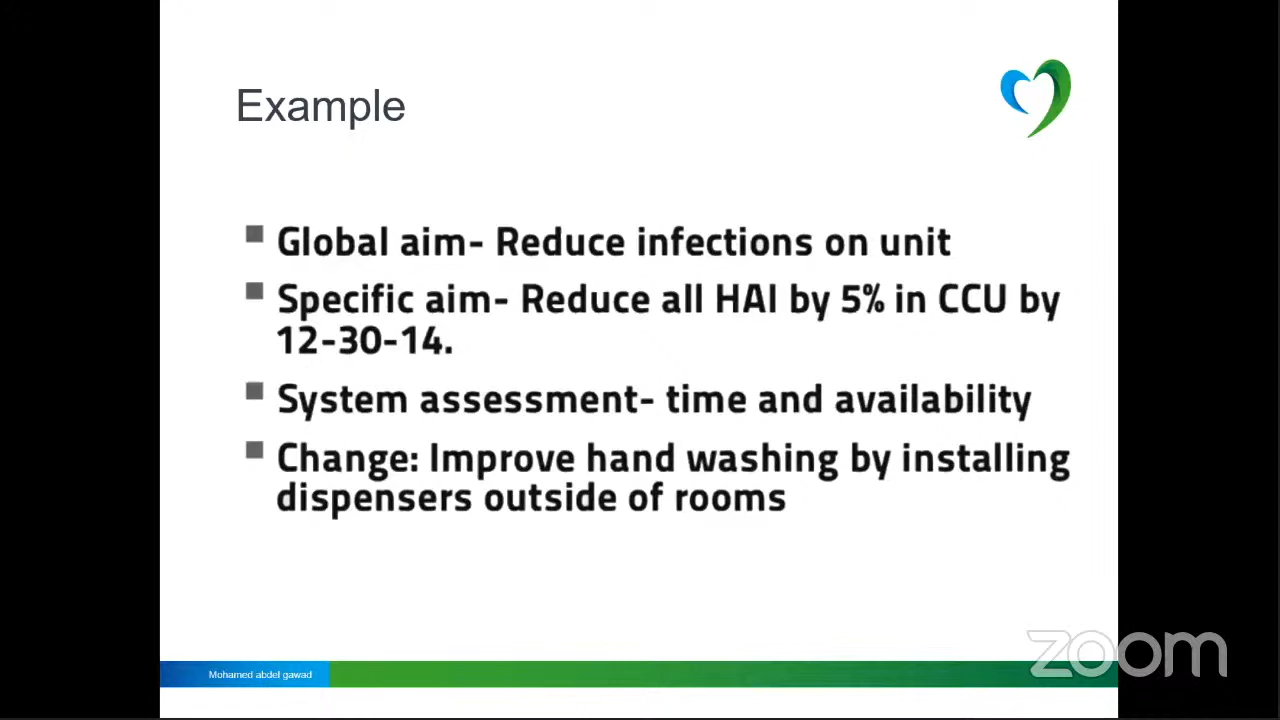 Example
Global aim- Reduce infections on unit
Specific aim- Reduce all HAI by 5% in CCU by
12-30-14.
System assessment- time and availability
Change: Improve hand washing by installing
dispensers outside of rooms
Mohamed abdel gawad
zoom